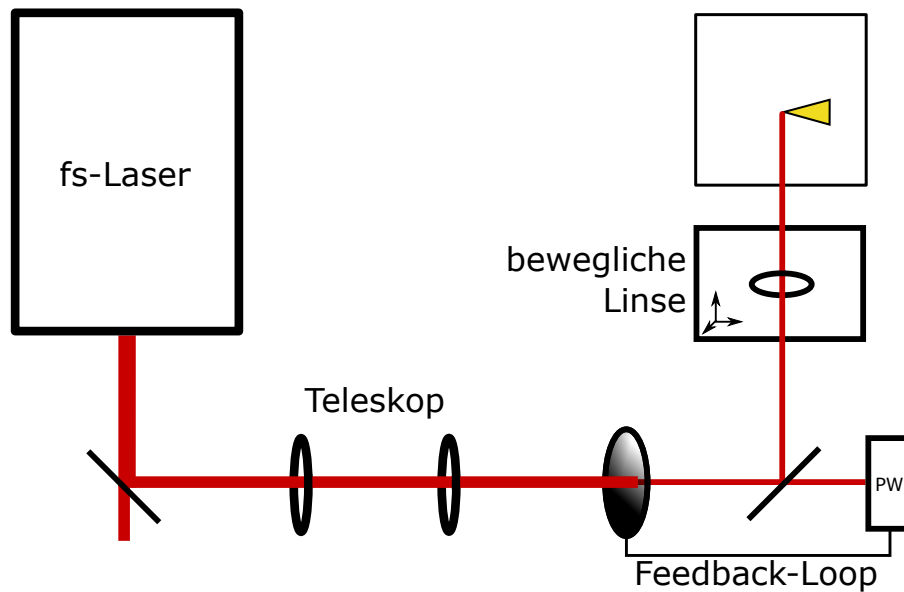 fs-Laser
bewegliche
Linse
Teleskop
PW
Feedback-Loop